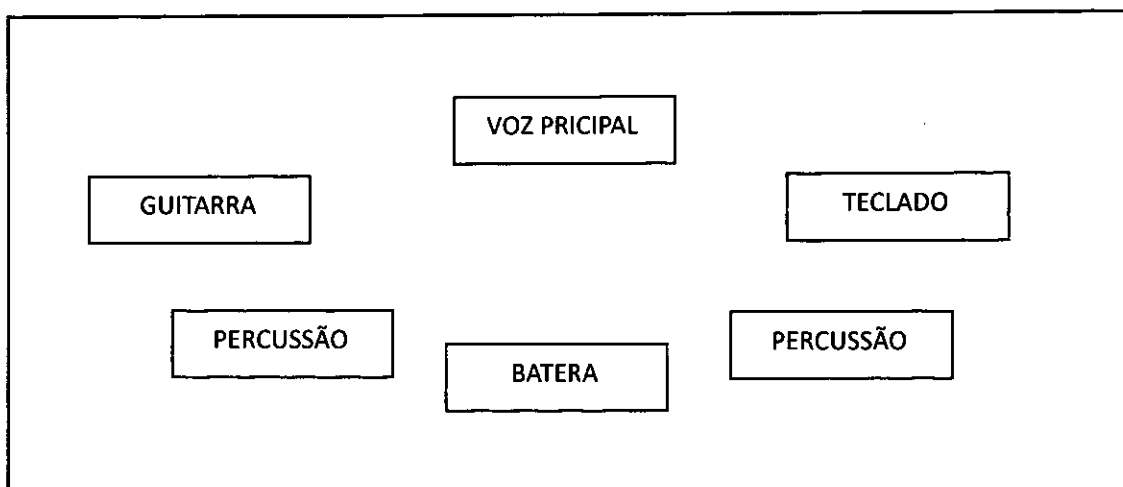 VOZ PRICIPAL
GUITARRA
TECLADO
PERCUSSÃO
BATERA
PERCUSSÃO